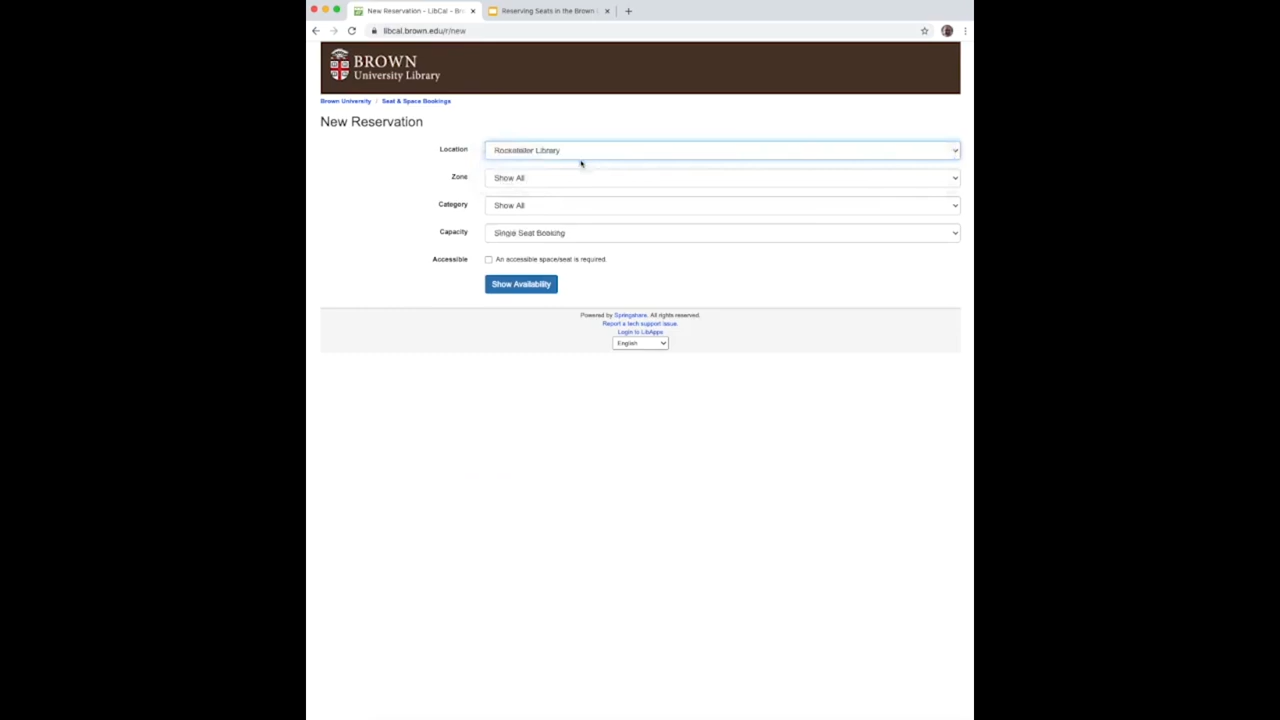 New Reservation - LibCal - Bro
Reserving Seats in the Brown
libcal.brown.edu/r/new
BROWN
University Library
Brown University / Seat & Space Bookings
New Reservation
Location
Rockefeller Library
Zone
Show All
Category
Show All
Capacity
Single Seat Booking
Accessible
An accessible space/seat is required.
Show Availability
Powered by Springshare. All rights reserved.
Report a tech support issue.
Login to LibApps
English